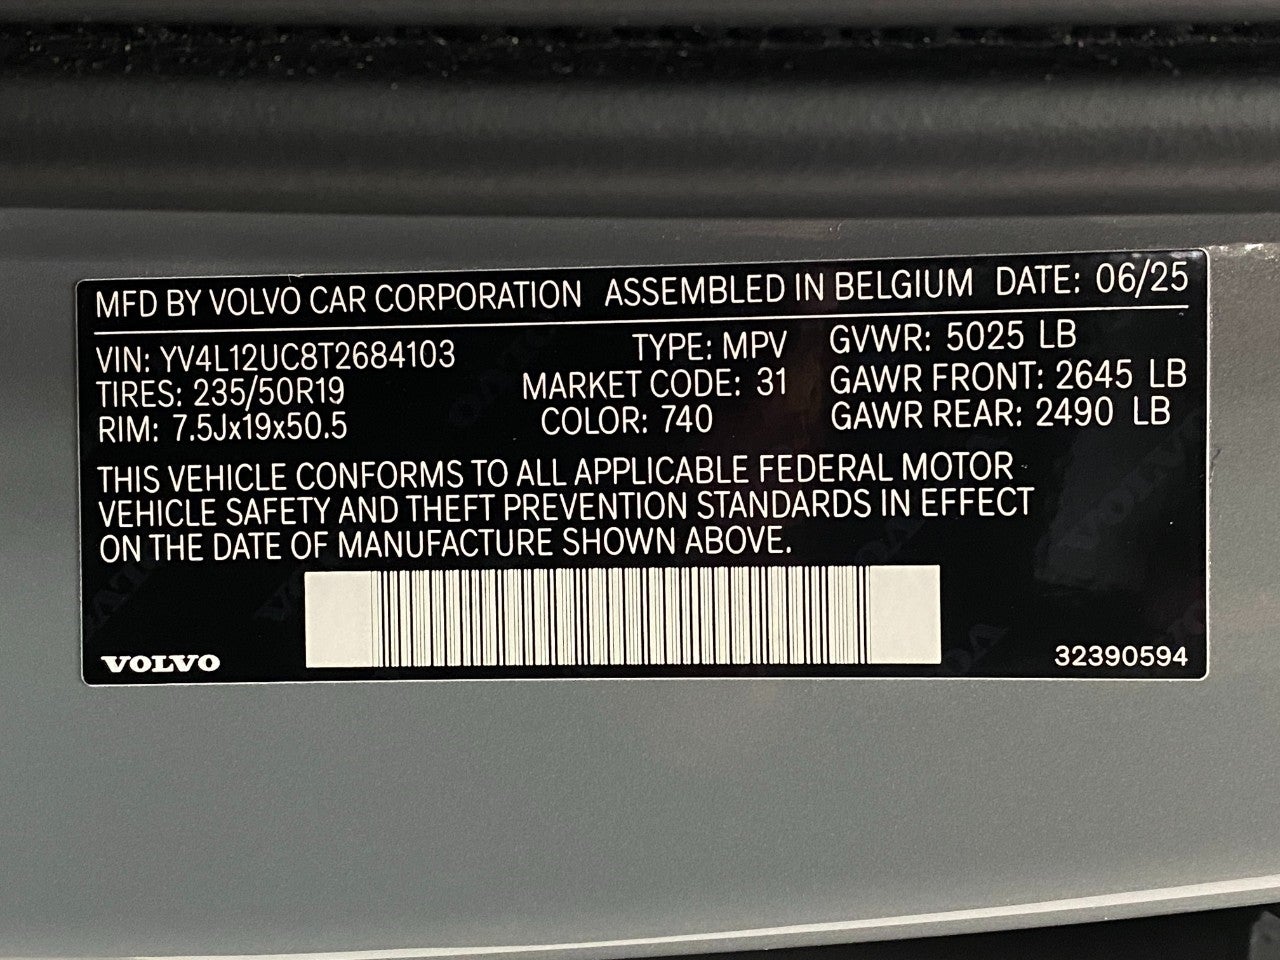 MFD BY VOLVO CAR CORPORATION ASSEMBLED IN BELGIUM DATE: 06/25
VIN: YV4L12UC8T2684103 TYPE: MPV GVWR: 5025 LB
TIRES: 235/50R19 MARKET CODE: 31 GAWR FRONT: 2645 LB
RIM: 7.5Jx19x50.5 COLOR: 740 GAWR REAR: 2490 LB
THIS VEHICLE CONFORMS TO ALL APPLICABLE FEDERAL MOTOR
VEHICLE SAFETY AND THEFT PREVENTION STANDARDS IN EFFECT
ON THE DATE OF MANUFACTURE SHOWN ABOVE.
VOLVO 32390594